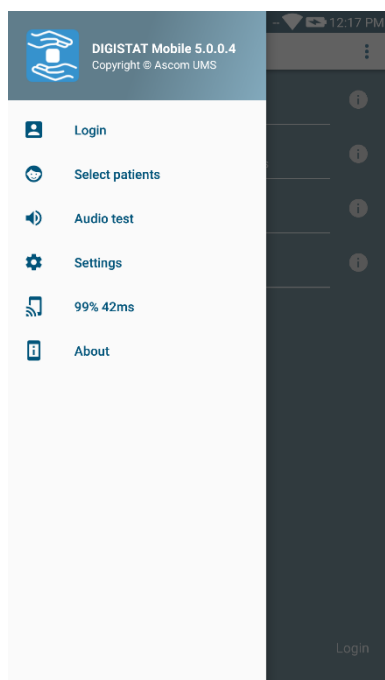 12:17 PM
DIGISTAT Mobile 5.0.0.4
Copyright © Ascom UMS
Login
Select patients
Audio test
Settings
99% 42ms
About
Login